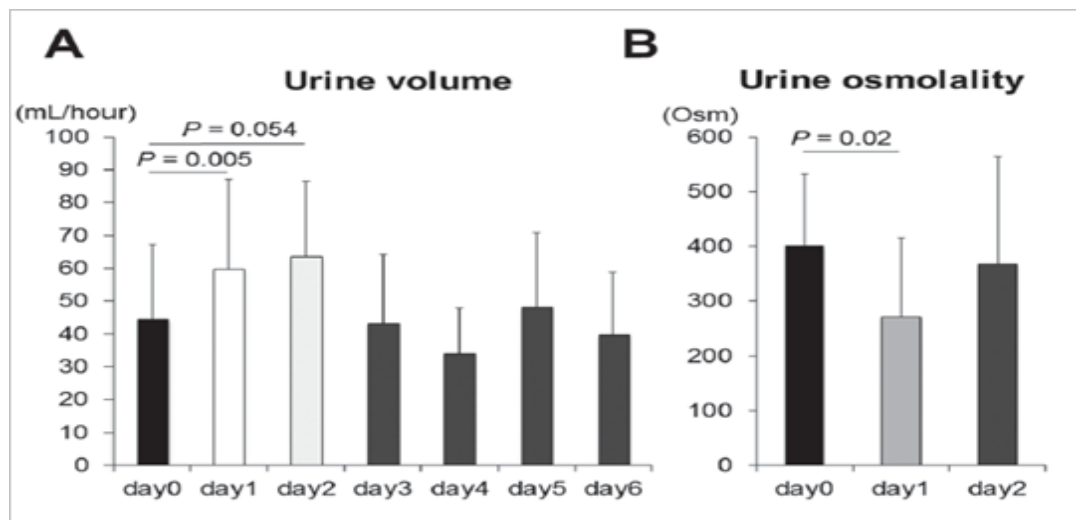 A
Urine volume
(mL/hour)
100
90
80
70
60
50
40
30
20
10
0
P = 0.054
P = 0.005
day0 day1 day2 day3 day4 day5 day6
B
Urine osmolality
(Osm)
600
500
400
300
200
100
0
P = 0.02
day0 day1 day2